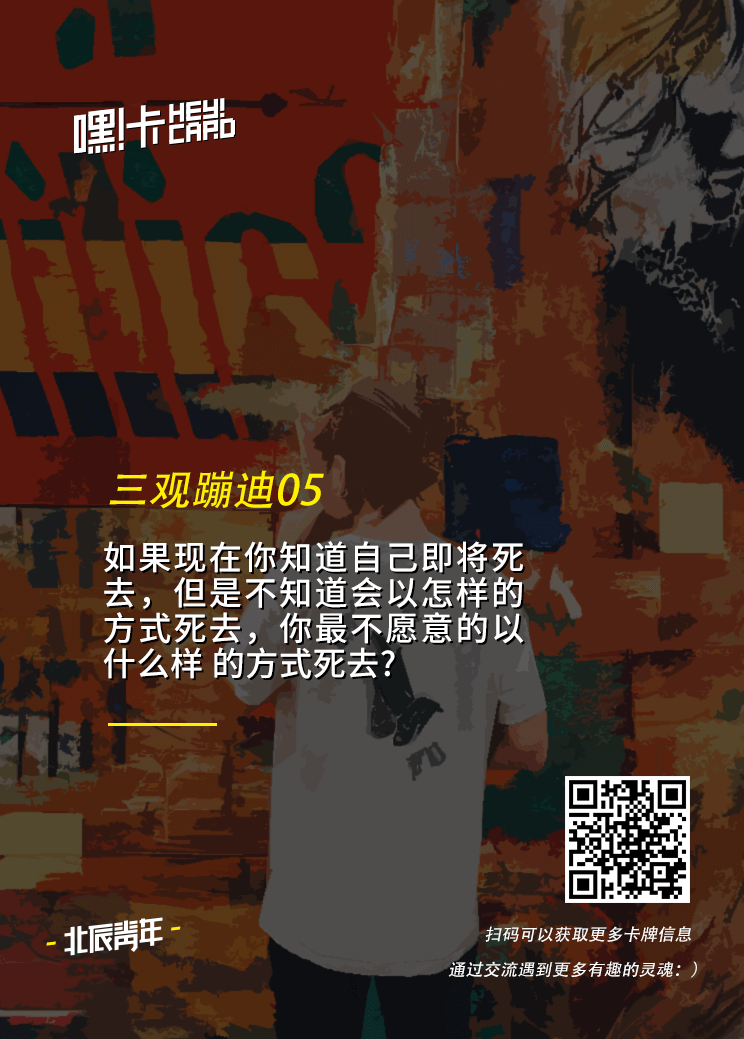 嘿!卡 HEY! CARD
三观蹦迪05
如果现在你知道自己即将死
去，但是不知道会以怎样的
方式死去，你最不愿意的以
什么样 的方式死去?
FU
- 北辰青年 -
扫码可以获取更多卡牌信息
通过交流遇到更多有趣的灵魂：）